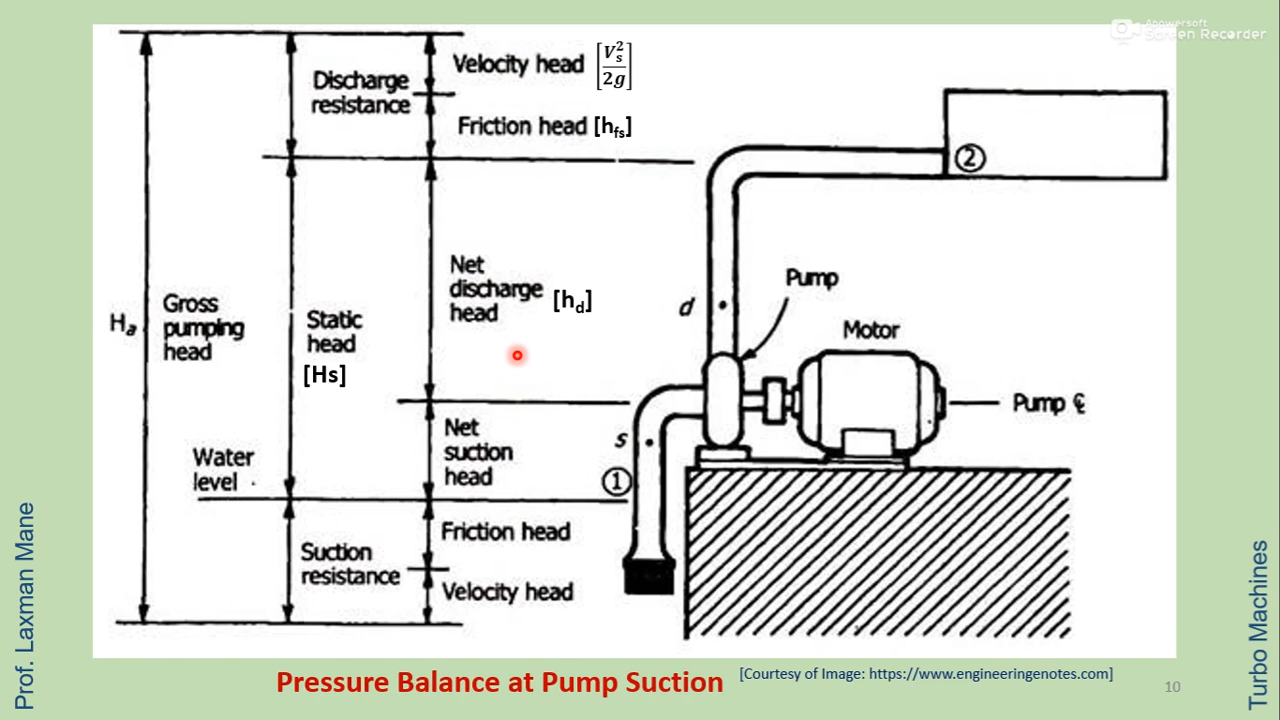 Apowersoft
Screen Recorder
Velocity head [V_s^2/2g]
Discharge
resistance
Friction head [h_fs]
②
Pump
Net
discharge
head
[h_d]
d
H_a
Gross
pumping
head
Static
head
[Hs]
Motor
Pump ℄
Net
suction
head
s
Water
level
①
Friction head
Suction
resistance
Velocity head
Pressure Balance at Pump Suction
[Courtesy of Image: https://www.engineeringenotes.com]
10
Prof. Laxman Mane
Turbo Machines